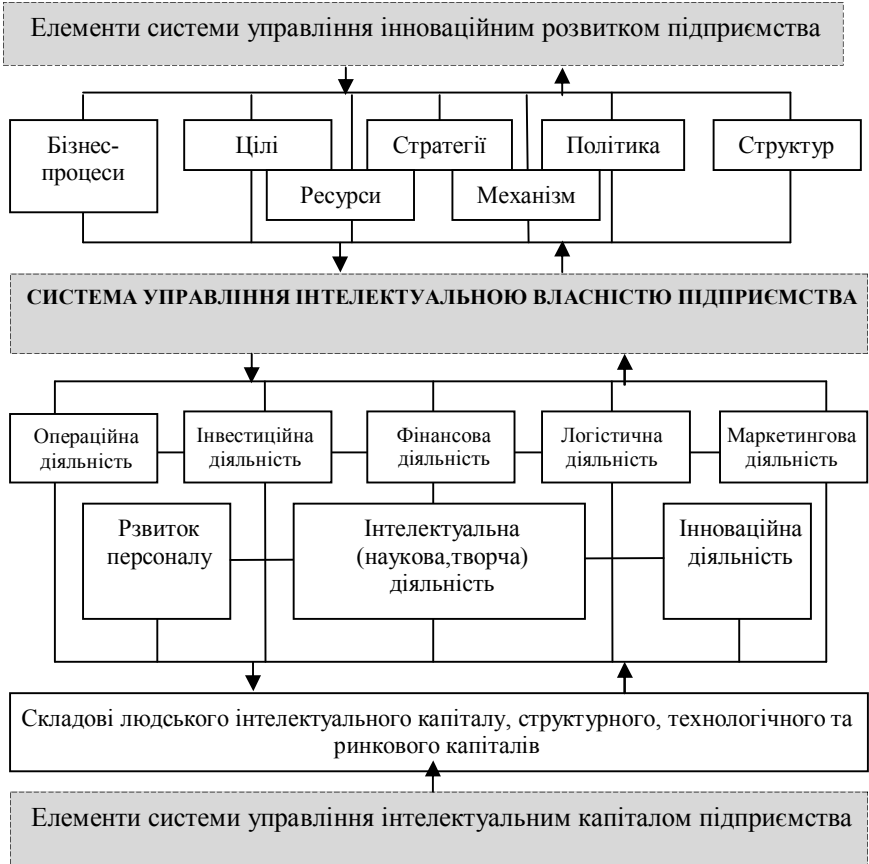 Елементи системи управління інноваційним розвитком підприємства
Бізнес-
процеси
Цілі
Стратегії
Політика
Структур
Ресурси
Механізм
СИСТЕМА УПРАВЛІННЯ ІНТЕЛЕКТУАЛЬНОЮ ВЛАСНІСТЮ ПІДПРИЄМСТВА
Операційна
діяльність
Інвестиційна
діяльність
Фінансова
діяльність
Логістична
діяльність
Маркетингова
діяльність
Рзвиток
персоналу
Інтелектуальна
(наукова,творча)
діяльність
Інноваційна
діяльність
Складові людського інтелектуального капіталу, структурного, технологічного та
ринкового капіталів
Елементи системи управління інтелектуальним капіталом підприємства